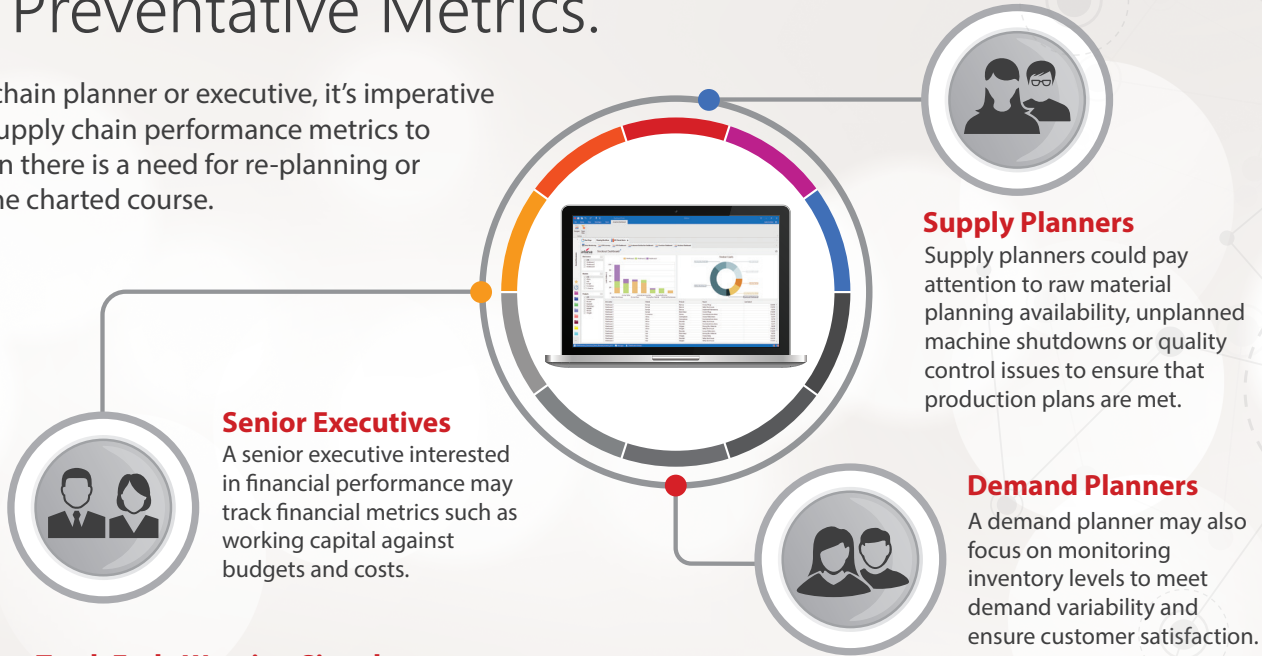 Preventative Metrics.
chain planner or executive, it's imperative
upply chain performance metrics to
n there is a need for re-planning or
ne charted course.
Supply Planners
Supply planners could pay
attention to raw material
planning availability, unplanned
machine shutdowns or quality
control issues to ensure that
production plans are met.
Senior Executives
A senior executive interested
in financial performance may
track financial metrics such as
working capital against
budgets and costs.
Demand Planners
A demand planner may also
focus on monitoring
inventory levels to meet
demand variability and
ensure customer satisfaction.